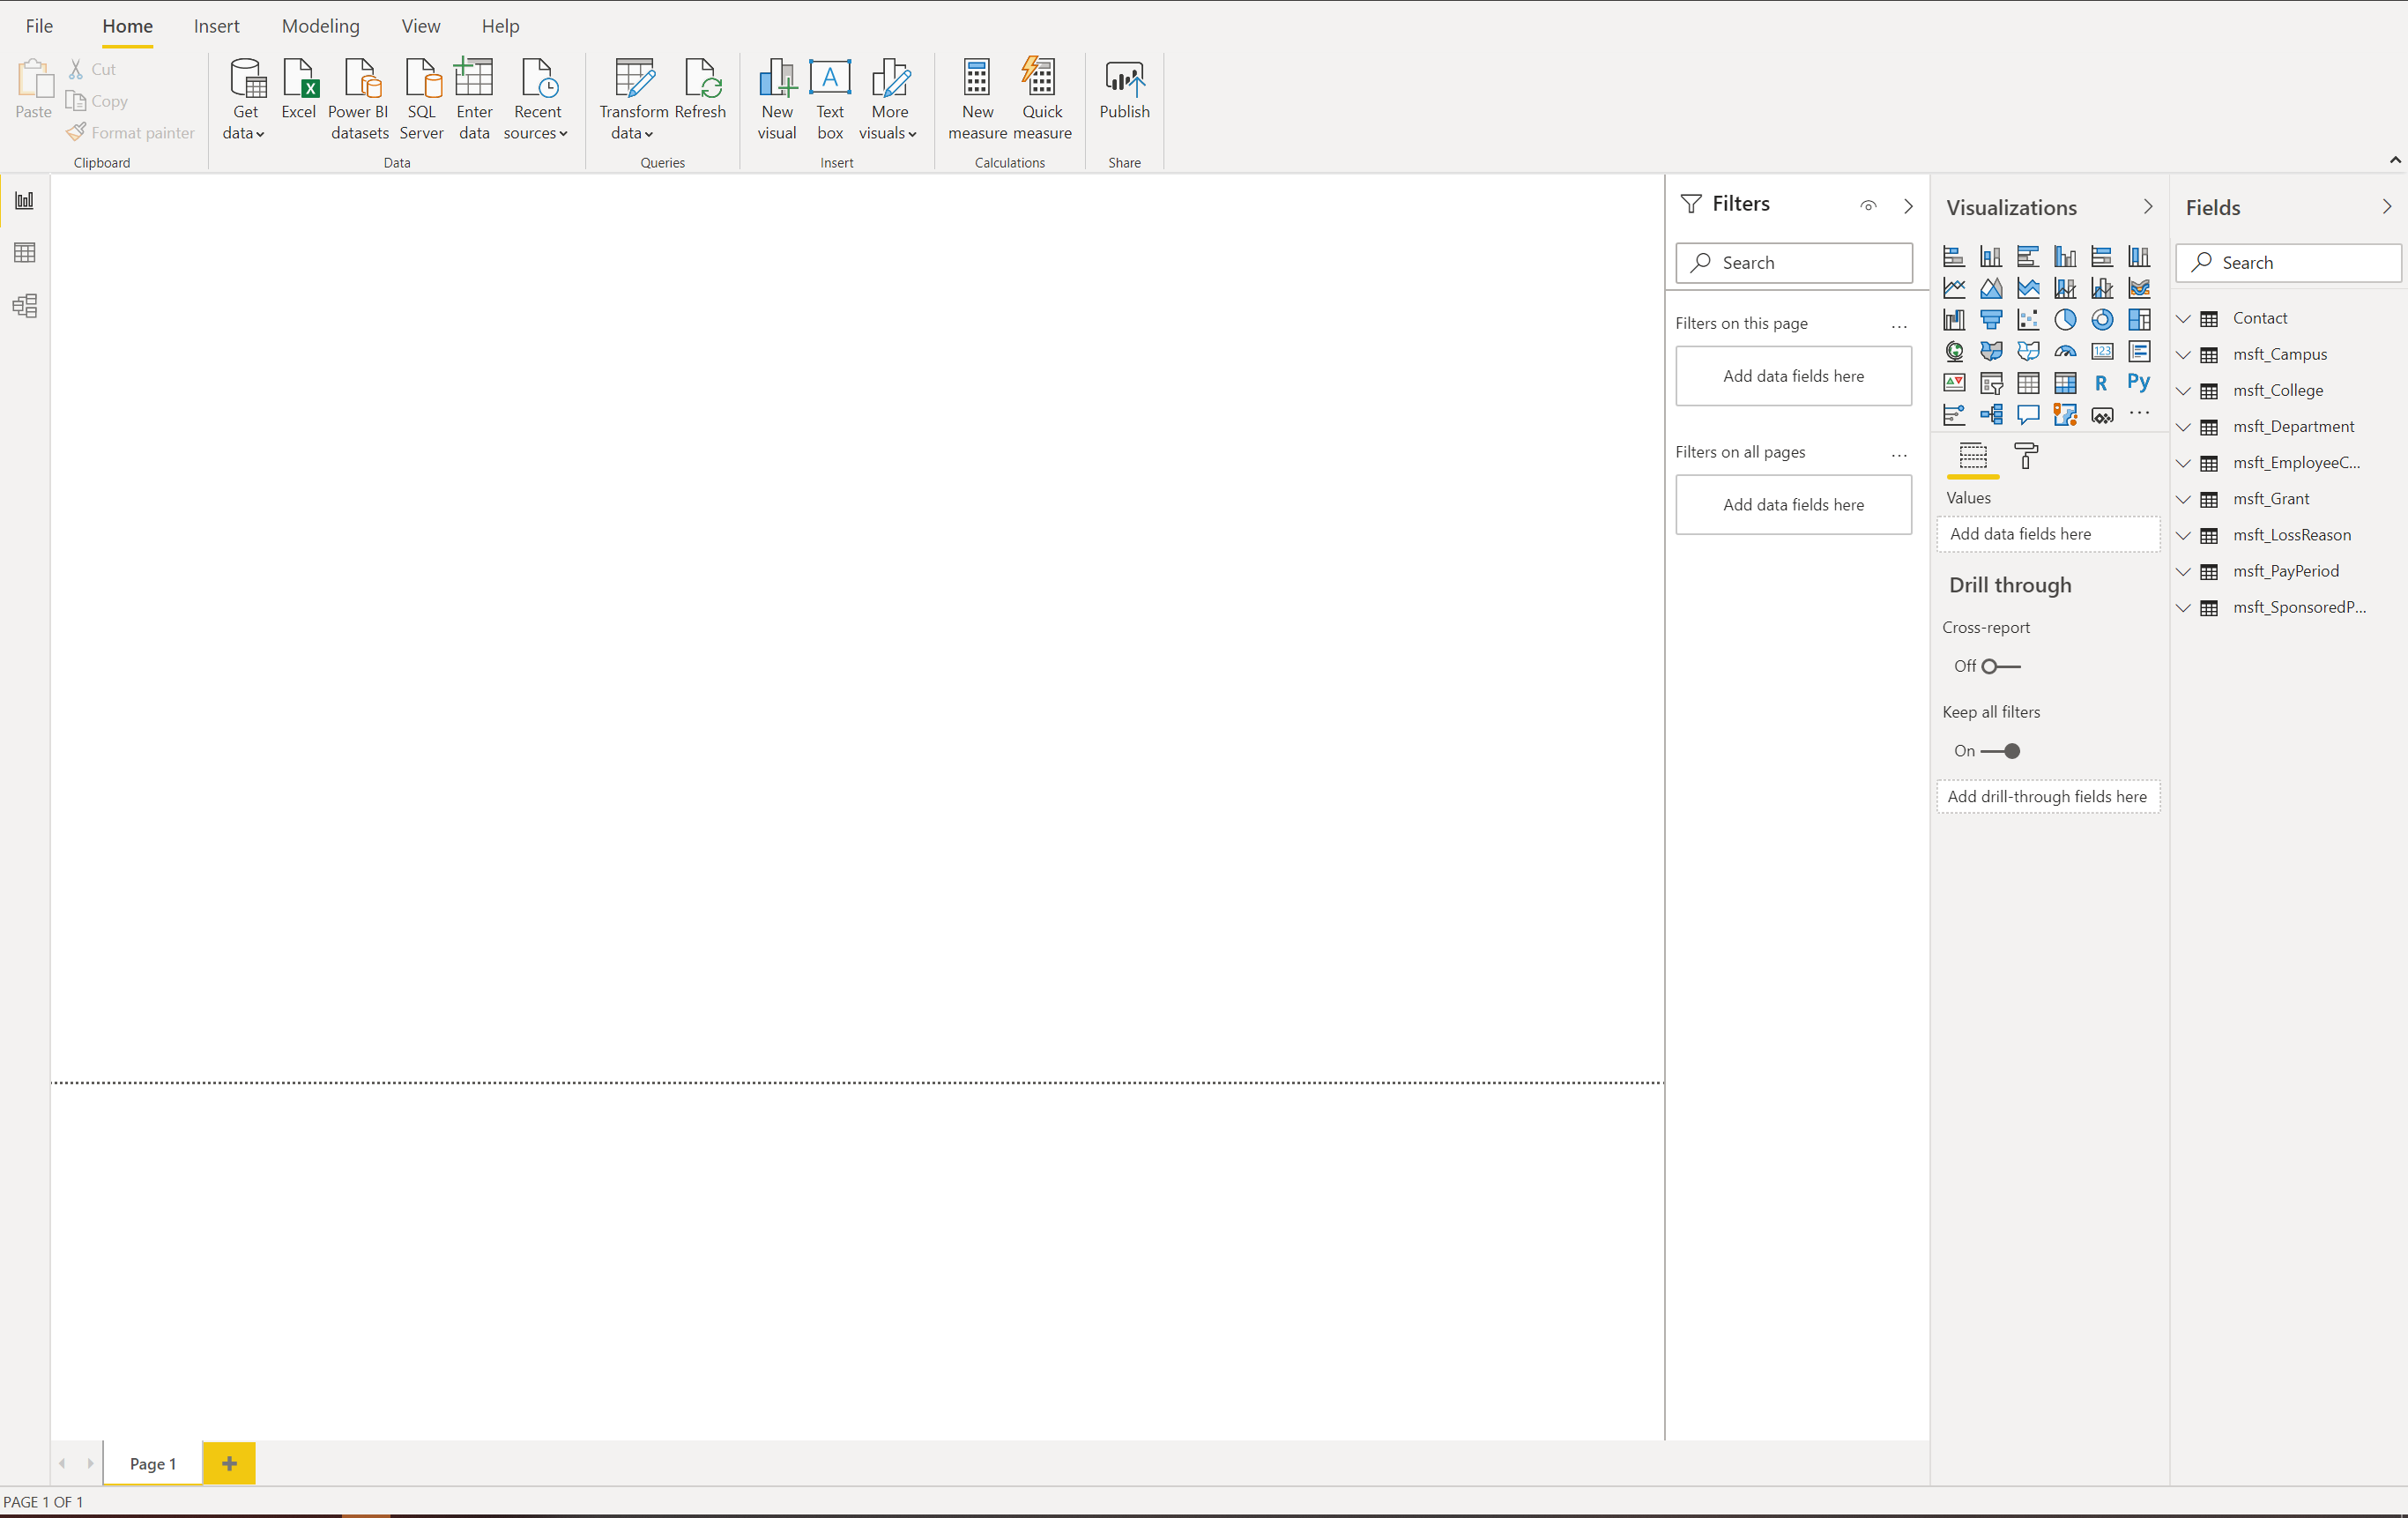 File Home Insert Modeling View Help
Paste
Cut
Copy
Format painter
Clipboard
Get data
Excel
Power BI datasets
SQL Server
Enter data
Recent sources
Data
Transform data
Refresh
Queries
New visual
A
Text box
More visuals
Insert
New measure
Quick measure
Calculations
Publish
Share
Filters
Search
Filters on this page ...
Add data fields here
Filters on all pages ...
Add data fields here
Visualizations
123
R Py
...
Values
Add data fields here
Drill through
Cross-report
Off
Keep all filters
On
Add drill-through fields here
Fields
Search
Contact
msft_Campus
msft_College
msft_Department
msft_EmployeeC...
msft_Grant
msft_LossReason
msft_PayPeriod
msft_SponsoredP...
Page 1
PAGE 1 OF 1